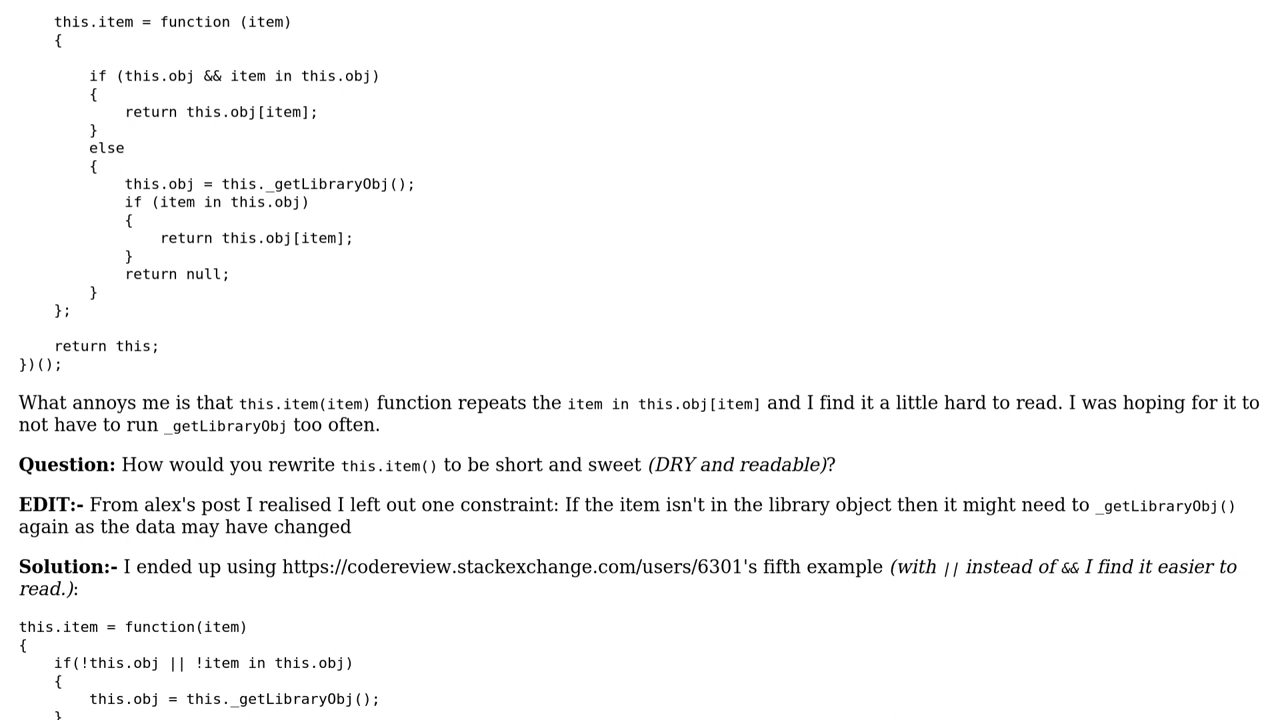 this.item = function (item)
    {

        if (this.obj && item in this.obj)
        {
            return this.obj[item];
        }
        else
        {
            this.obj = this._getLibraryObj();
            if (item in this.obj)
            {
                return this.obj[item];
            }
            return null;
        }
    };

    return this;
})();
What annoys me is that this.item(item) function repeats the item in this.obj[item] and I find it a little hard to read. I was hoping for it to
not have to run _getLibraryObj too often.
Question: How would you rewrite this.item() to be short and sweet (DRY and readable)?
EDIT:- From alex's post I realised I left out one constraint: If the item isn't in the library object then it might need to _getLibraryObj()
again as the data may have changed
Solution:- I ended up using https://codereview.stackexchange.com/users/6301's fifth example (with || instead of && I find it easier to
read.):
this.item = function(item)
{
    if(!this.obj || !item in this.obj)
    {
        this.obj = this._getLibraryObj();
    }